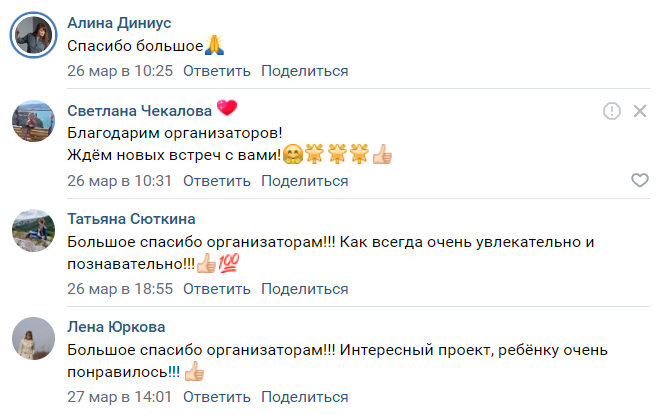 Алина Диниус
Спасибо большое🙏
26 мар в 10:25 Ответить Поделиться
Светлана Чекалова
Благодарим организаторов!
Ждём новых встреч с вами!🤗🌟🌟🌟👍🏻
26 мар в 10:31 Ответить Поделиться
Татьяна Сюткина
Большое спасибо организаторам!!! Как всегда очень увлекательно и
познавательно!!!👍🏻💯
26 мар в 18:55 Ответить Поделиться
Лена Юркова
Большое спасибо организаторам!!! Интересный проект, ребёнку очень
понравилось!!! 👍🏻
27 мар в 14:01 Ответить Поделиться